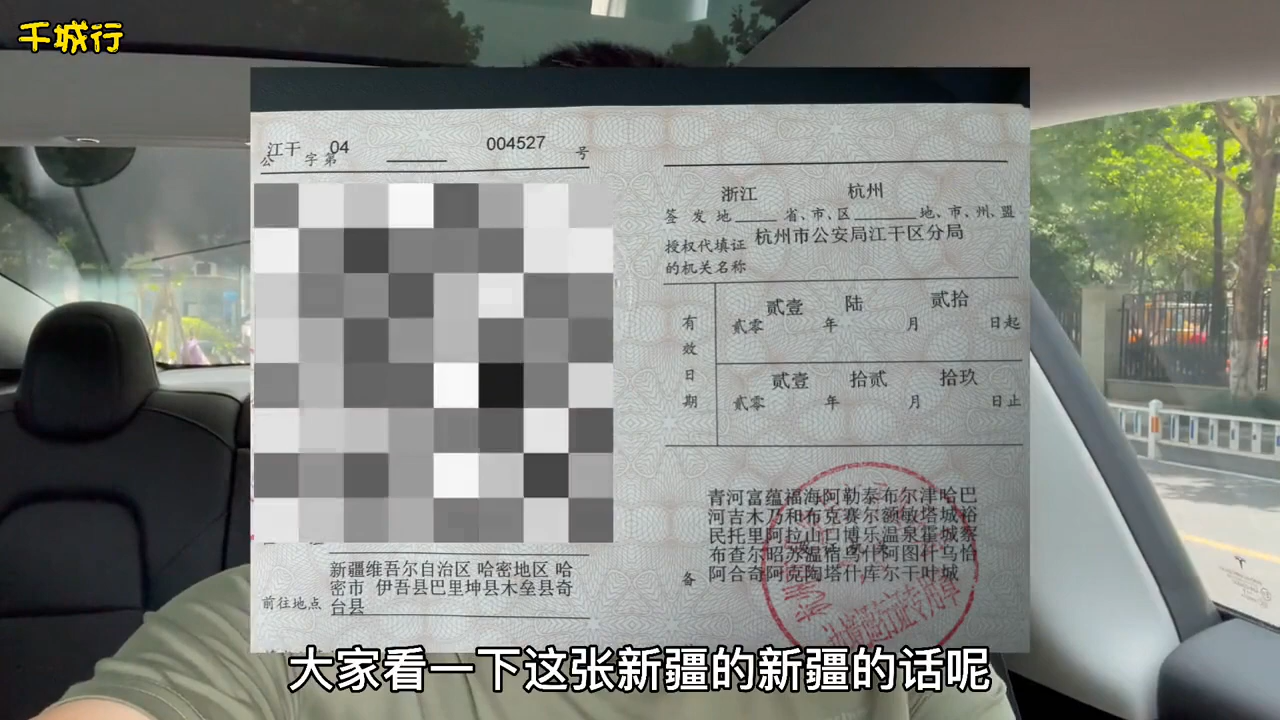 千城行
江干 04 004527
公 字第 号
浙江 杭州
签发地 省、市、区 地、市、州、盟
授权代填证 杭州市公安局江干区分局
的机关名称
有效日期
贰壹 陆 贰拾
贰零 年 月 日起
贰壹 拾贰 拾玖
贰零 年 月 日止
青河富蕴福海阿勒泰布尔津哈巴
河吉木乃和布克赛尔额敏塔城裕
民托里阿拉山口博乐温泉霍城察
布查尔昭苏温宿乌什阿图什乌恰
阿合奇阿克陶塔什库尔干叶城
备
新疆维吾尔自治区 哈密地区 哈
密市 伊吾县巴里坤县木垒县奇
前往地点 台县
大家看一下这张新疆的新疆的话呢